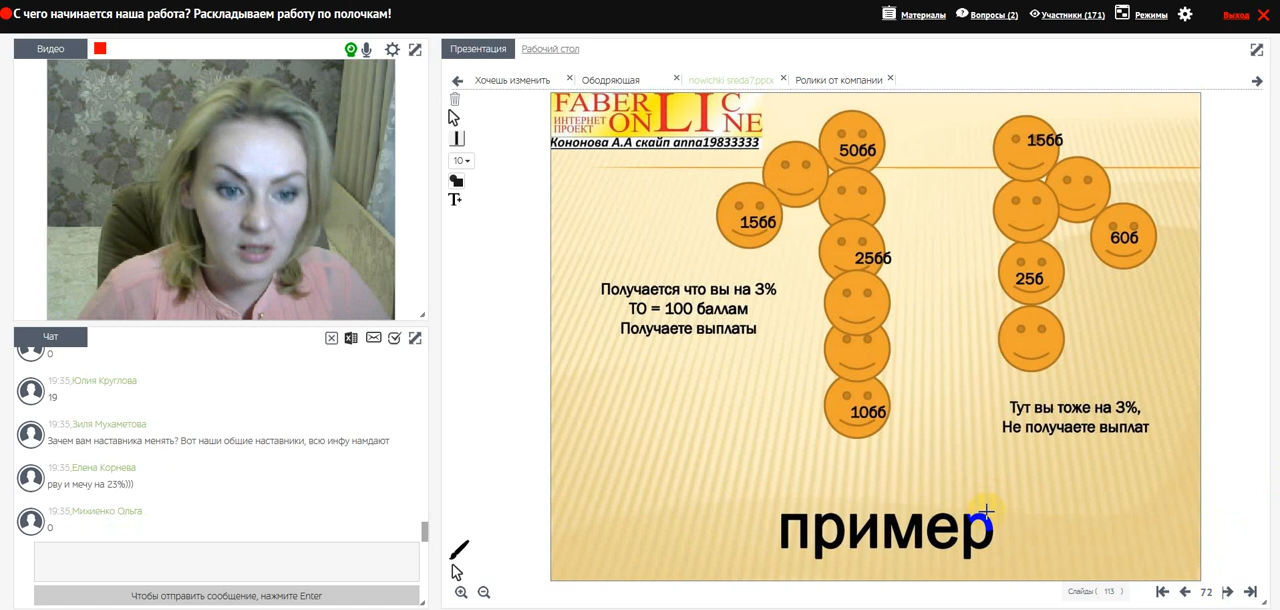 С чего начинается наша работа? Раскладываем работу по полочкам!
Материалы
Вопросы (2)
Участники (171)
Режимы
Выход
Видео
Презентация
Рабочий стол
Хочешь изменить
Ободряющая
nowichki sreda7.pptx
Ролики от компании
10
T+
FABERLIC
ИНТЕРНЕТ
ПРОЕКТ
ONLINE
Кононова А.А скайп anna19833333
50бб
15бб
25бб
10бб
Получается что вы на 3%
ТО = 100 баллам
Получаете выплаты
15бб
60б
25б
Тут вы тоже на 3%,
Не получаете выплат
пример
Чат
0
19:35,Юлия Круглова
19
19:35,Зиля Мухаметова
Зачем вам наставника менять? Вот наши общие наставники, всю инфу намдают
19:35,Елена Корнева
рву и мечу на 23%)))
19:35,Михиенко Ольга
0
Чтобы отправить сообщение, нажмите Enter
Слайды ( 113 )
72